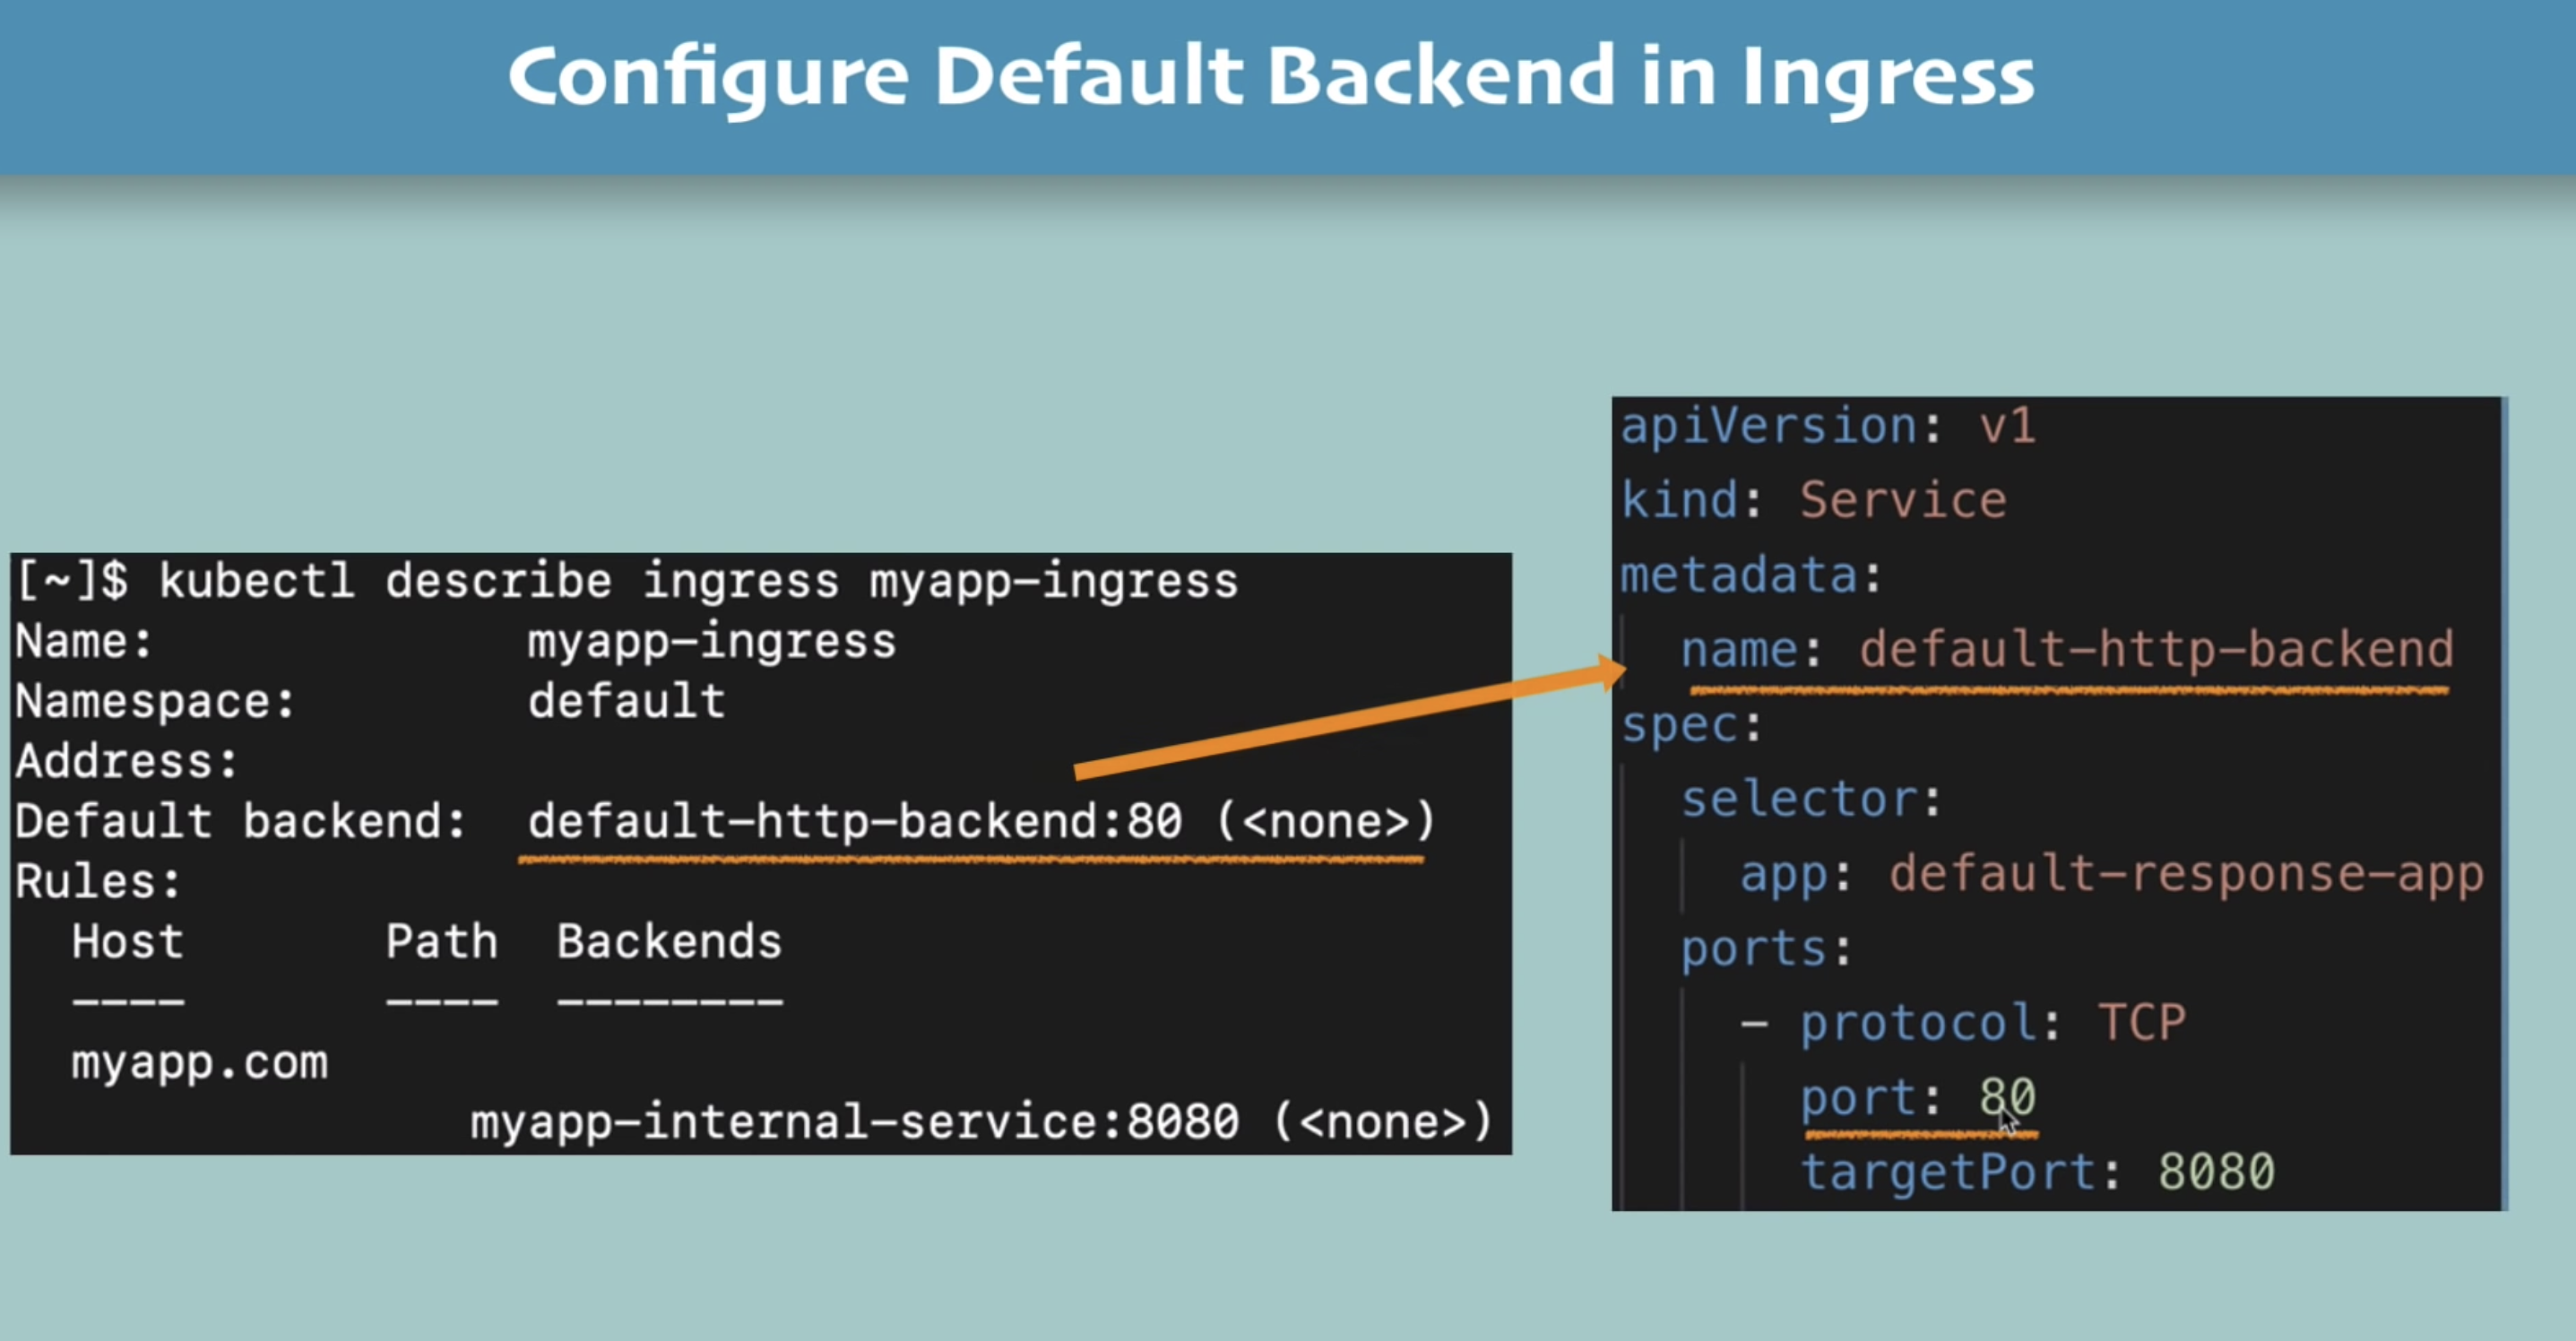 Configure Default Backend in Ingress
[~]$ kubectl describe ingress myapp-ingress
Name: myapp-ingress
Namespace: default
Address:
Default backend: default-http-backend:80 (<none>)
Rules:
Host Path Backends
---- ---- --------
myapp.com
myapp-internal-service:8080 (<none>)
apiVersion: v1
kind: Service
metadata:
name: default-http-backend
spec:
selector:
app: default-response-app
ports:
- protocol: TCP
port: 80
targetPort: 8080